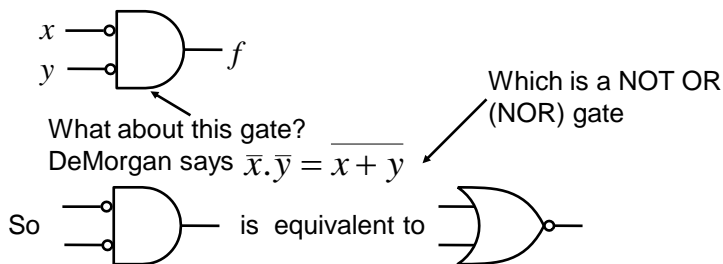 x
y
f
Which is a NOT OR
(NOR) gate
What about this gate?
DeMorgan says x̅.y̅ = x̅ ̅+̅ ̅y̅
So is equivalent to